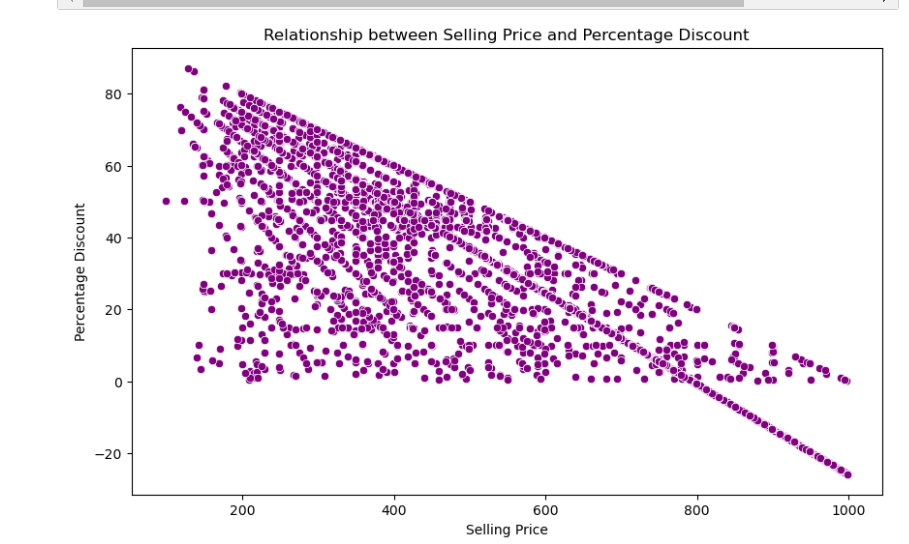 Relationship between Selling Price and Percentage Discount
80
60
40
20
0
−20
Percentage Discount
200 400 600 800 1000
Selling Price